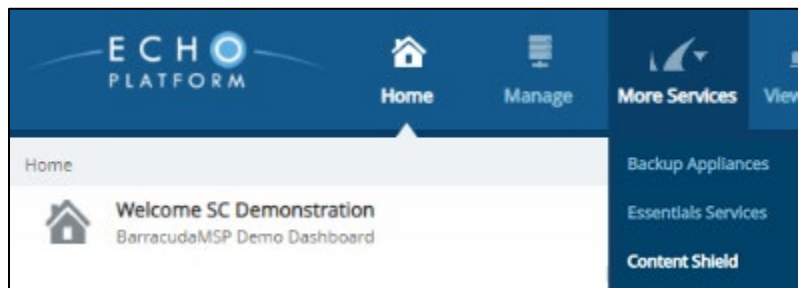 ECHO
PLATFORM
Home
Manage
More Services
View
Home
Welcome SC Demonstration
BarracudaMSP Demo Dashboard
Backup Appliances
Essentials Services
Content Shield